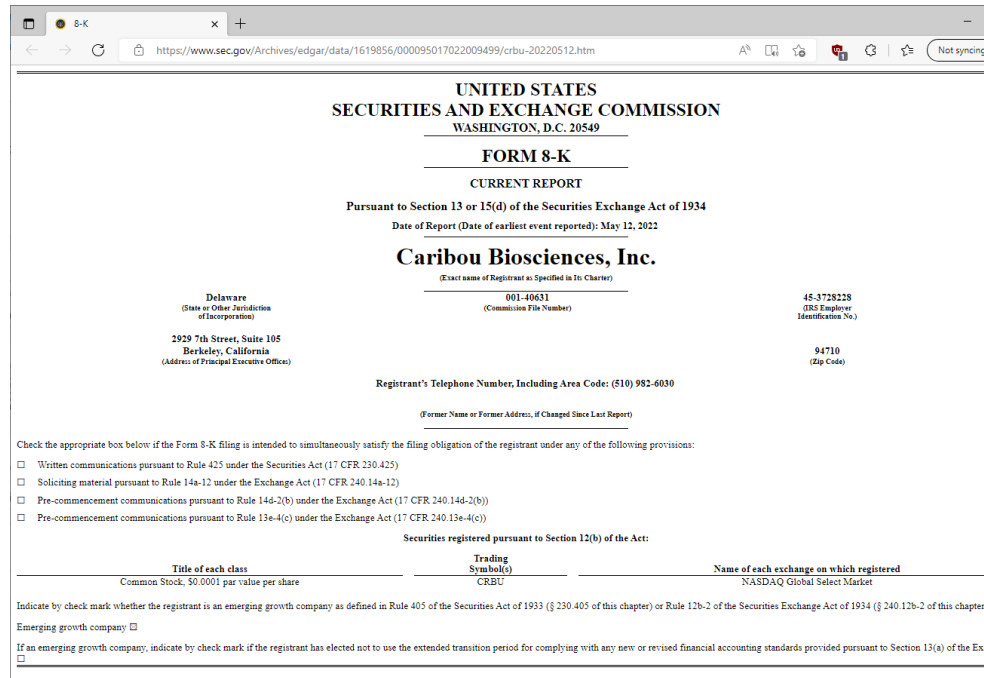 8-K
https://www.sec.gov/Archives/edgar/data/1619856/000095017022009499/crbu-20220512.htm
Not syncing
UNITED STATES
SECURITIES AND EXCHANGE COMMISSION
WASHINGTON, D.C. 20549
FORM 8-K
CURRENT REPORT
Pursuant to Section 13 or 15(d) of the Securities Exchange Act of 1934
Date of Report (Date of earliest event reported): May 12, 2022
Caribou Biosciences, Inc.
(Exact name of Registrant as Specified in Its Charter)
Delaware 001-40631 45-3728228
(State or Other Jurisdiction (Commission File Number) (IRS Employer
of Incorporation) Identification No.)
2929 7th Street, Suite 105
Berkeley, California 94710
(Address of Principal Executive Offices) (Zip Code)
Registrant's Telephone Number, Including Area Code: (510) 982-6030
(Former Name or Former Address, if Changed Since Last Report)
Check the appropriate box below if the Form 8-K filing is intended to simultaneously satisfy the filing obligation of the registrant under any of the following provisions:
☐ Written communications pursuant to Rule 425 under the Securities Act (17 CFR 230.425)
☐ Soliciting material pursuant to Rule 14a-12 under the Exchange Act (17 CFR 240.14a-12)
☐ Pre-commencement communications pursuant to Rule 14d-2(b) under the Exchange Act (17 CFR 240.14d-2(b))
☐ Pre-commencement communications pursuant to Rule 13e-4(c) under the Exchange Act (17 CFR 240.13e-4(c))
Securities registered pursuant to Section 12(b) of the Act:
Trading
Title of each class Symbol(s) Name of each exchange on which registered
Common Stock, $0.0001 par value per share CRBU NASDAQ Global Select Market
Indicate by check mark whether the registrant is an emerging growth company as defined in Rule 405 of the Securities Act of 1933 (§ 230.405 of this chapter) or Rule 12b-2 of the Securities Exchange Act of 1934 (§ 240.12b-2 of this chapter
Emerging growth company ☒
If an emerging growth company, indicate by check mark if the registrant has elected not to use the extended transition period for complying with any new or revised financial accounting standards provided pursuant to Section 13(a) of the Ex
☐